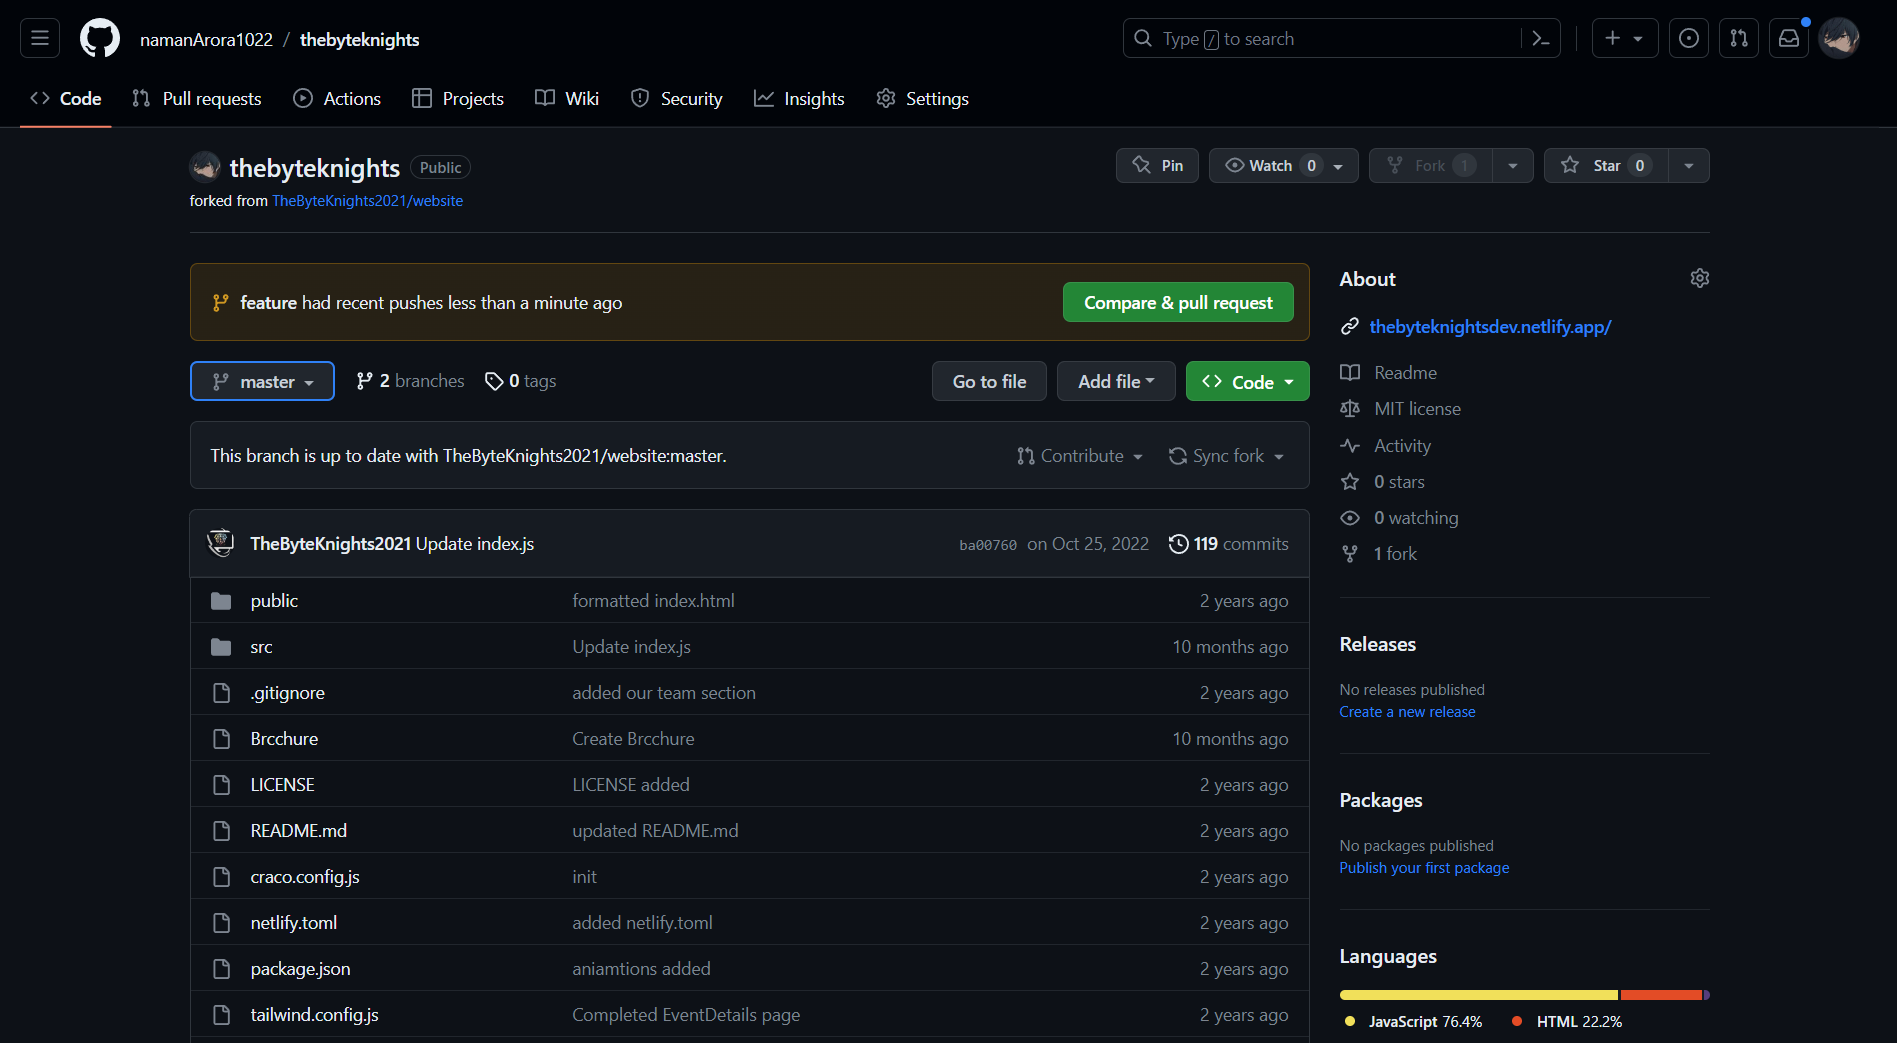 namanArora1022 / thebyteknights
Type / to search
Code Pull requests Actions Projects Wiki Security Insights Settings
thebyteknights Public
Pin Watch 0 Fork 1 Star 0
forked from TheByteKnights2021/website
feature had recent pushes less than a minute ago
Compare & pull request
master 2 branches 0 tags
Go to file Add file Code
This branch is up to date with TheByteKnights2021/website:master.
Contribute Sync fork
TheByteKnights2021 Update index.js ba00760 on Oct 25, 2022 119 commits
public formatted index.html 2 years ago
src Update index.js 10 months ago
.gitignore added our team section 2 years ago
Brcchure Create Brcchure 10 months ago
LICENSE LICENSE added 2 years ago
README.md updated README.md 2 years ago
craco.config.js init 2 years ago
netlify.toml added netlify.toml 2 years ago
package.json aniamtions added 2 years ago
tailwind.config.js Completed EventDetails page 2 years ago
About
thebyteknightsdev.netlify.app/
Readme
MIT license
Activity
0 stars
0 watching
1 fork
Releases
No releases published
Create a new release
Packages
No packages published
Publish your first package
Languages
JavaScript 76.4% HTML 22.2%